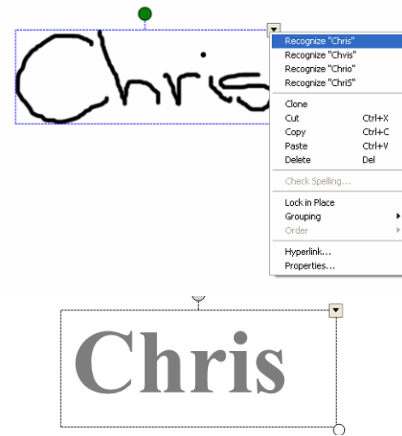 Chris
Recognize "Chris"
Recognize "Chvis"
Recognize "Chrio"
Recognize "ChriS"
Clone
Cut Ctrl+X
Copy Ctrl+C
Paste Ctrl+V
Delete Del
Check Spelling...
Lock in Place
Grouping
Order
Hyperlink...
Properties...
Chris